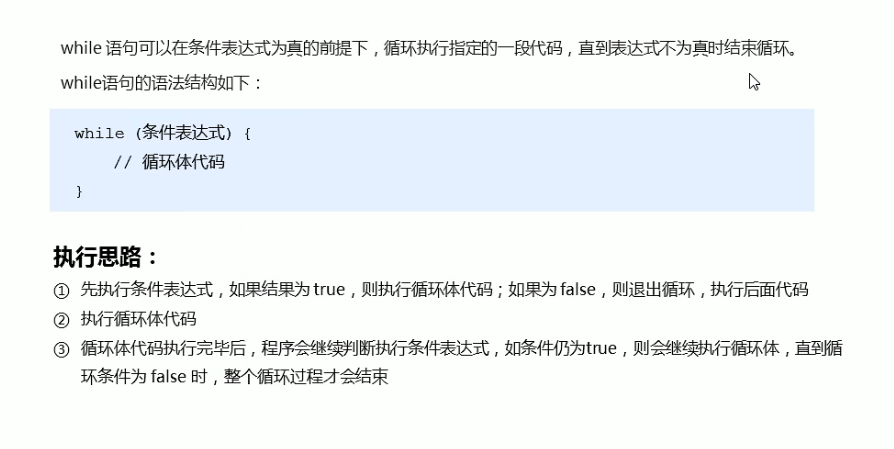 while 语句可以在条件表达式为真的前提下，循环执行指定的一段代码，直到表达式不为真时结束循环。
while语句的语法结构如下：
while (条件表达式) {
// 循环体代码
}
执行思路：
① 先执行条件表达式，如果结果为 true，则执行循环体代码；如果为 false，则退出循环，执行后面代码
② 执行循环体代码
③ 循环体代码执行完毕后，程序会继续判断执行条件表达式，如条件仍为true，则会继续执行循环体，直到循
环条件为 false 时，整个循环过程才会结束